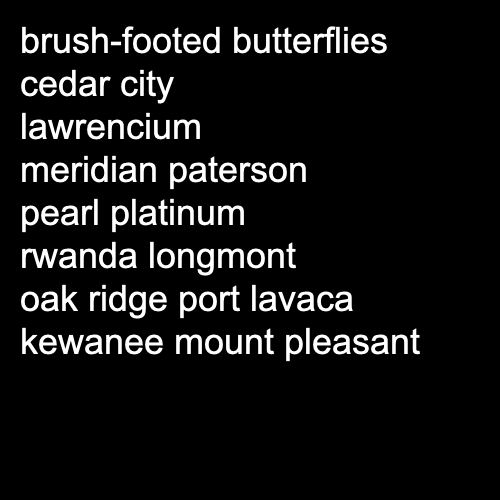 brush-footed butterflies
cedar city
lawrencium
meridian paterson
pearl platinum
rwanda longmont
oak ridge port lavaca
kewanee mount pleasant